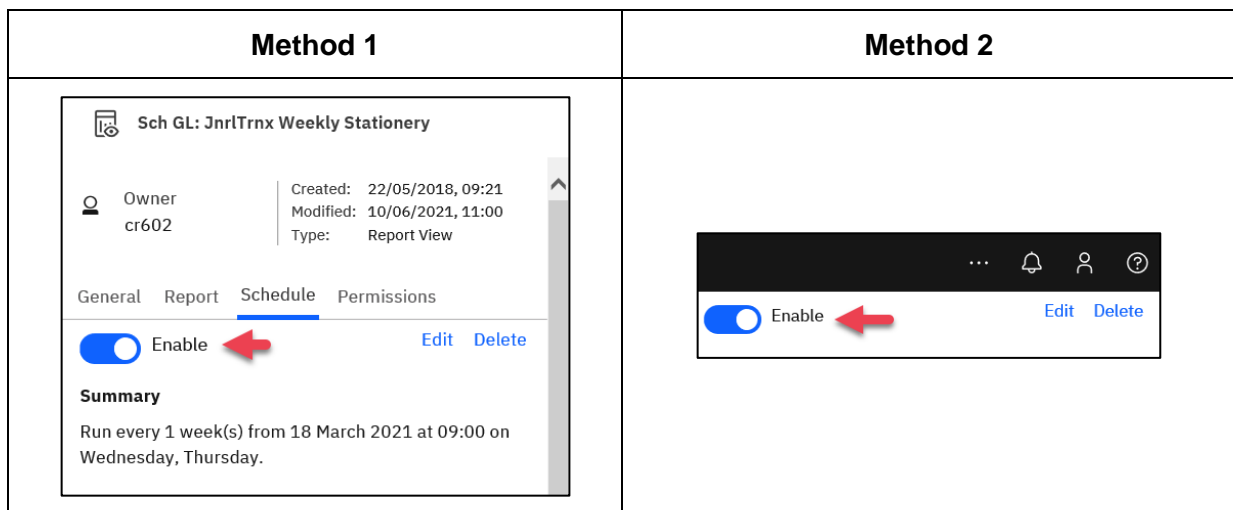 Method 1
Method 2
Sch GL: JnrlTrnx Weekly Stationery
Owner
cr602
Created: 22/05/2018, 09:21
Modified: 10/06/2021, 11:00
Type: Report View
General Report Schedule Permissions
Enable Edit Delete
Summary
Run every 1 week(s) from 18 March 2021 at 09:00 on
Wednesday, Thursday.
Enable Edit Delete